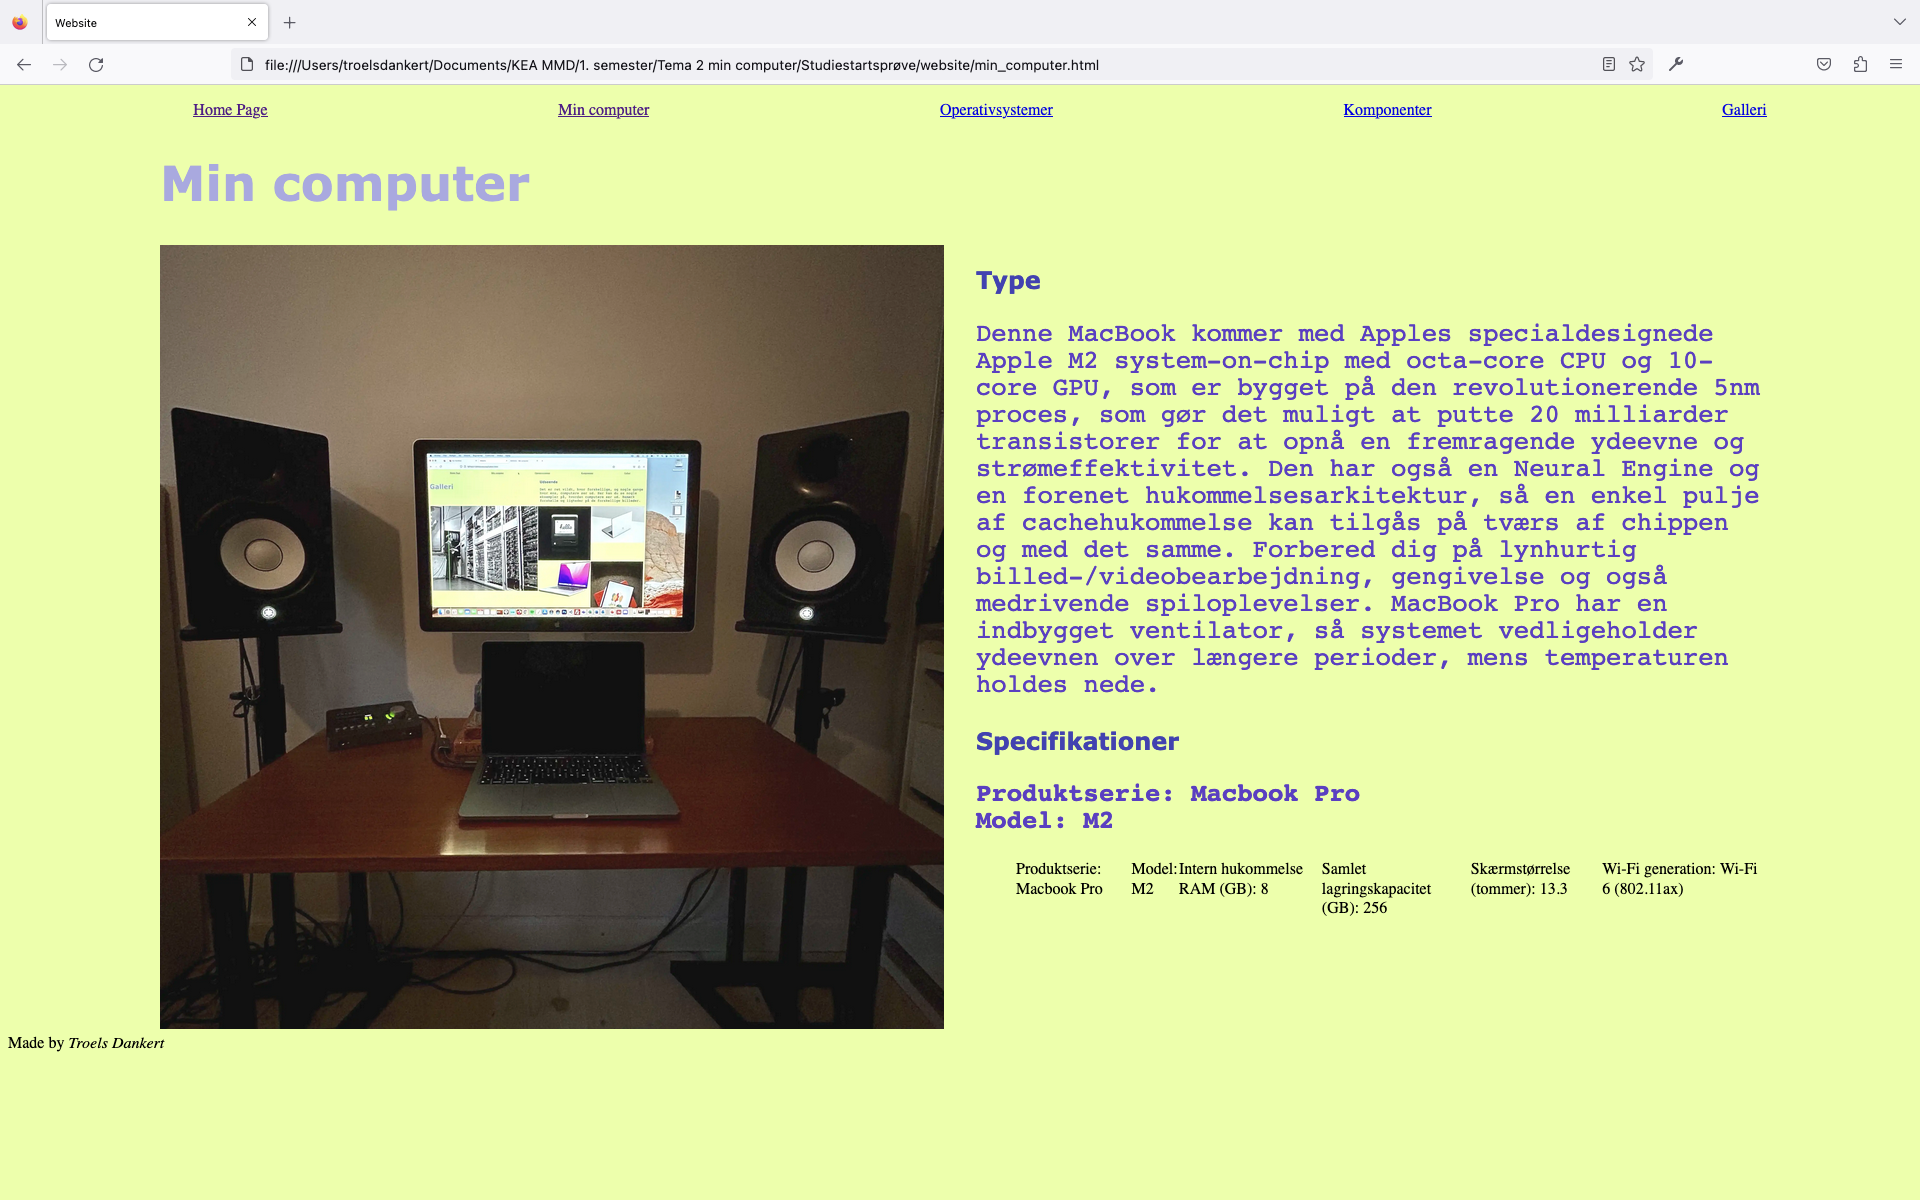 Website
file:///Users/troelsdankert/Documents/KEA MMD/1. semester/Tema 2 min computer/Studiestartsprøve/website/min_computer.html
Home Page
Min computer
Operativsystemer
Komponenter
Galleri
Min computer
Galleri
hello
Type
Denne MacBook kommer med Apples specialdesignede
Apple M2 system-on-chip med octa-core CPU og 10-
core GPU, som er bygget på den revolutionerende 5nm
proces, som gør det muligt at putte 20 milliarder
transistorer for at opnå en fremragende ydeevne og
strømeffektivitet. Den har også en Neural Engine og
en forenet hukommelsesarkitektur, så en enkel pulje
af cachehukommelse kan tilgås på tværs af chippen
og med det samme. Forbered dig på lynhurtig
billed-/videobearbejdning, gengivelse og også
medrivende spiloplevelser. MacBook Pro har en
indbygget ventilator, så systemet vedligeholder
ydeevnen over længere perioder, mens temperaturen
holdes nede.
Specifikationer
Produktserie: Macbook Pro
Model: M2
Produktserie:
Macbook Pro
Model:
M2
Intern hukommelse
RAM (GB): 8
Samlet
lagringskapacitet
(GB): 256
Skærmstørrelse
(tommer): 13.3
Wi-Fi generation: Wi-Fi
6 (802.11ax)
Made by Troels Dankert